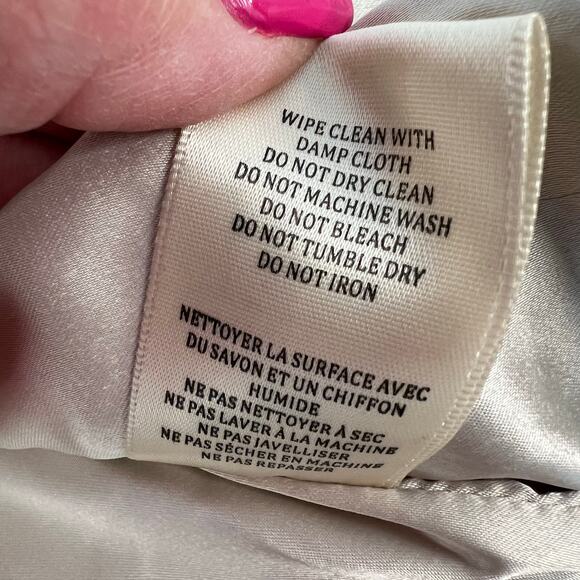 WIPE CLEAN WITH
DAMP CLOTH
DO NOT DRY CLEAN
DO NOT MACHINE WASH
DO NOT BLEACH
DO NOT TUMBLE DRY
DO NOT IRON
NETTOYER LA SURFACE AVEC
DU SAVON ET UN CHIFFON
HUMIDE
NE PAS NETTOYER À SEC
NE PAS LAVER À LA MACHINE
NE PAS JAVELLISER
NE PAS SÉCHER EN MACHINE
NE PAS REPASSER